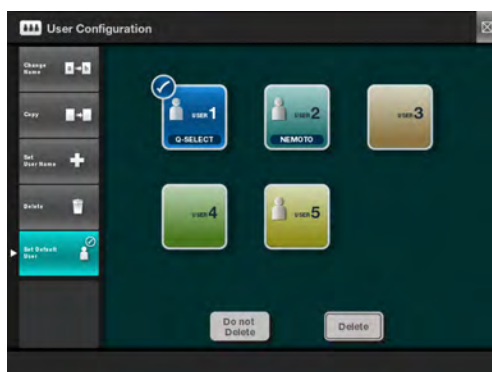 User Configuration
Change
Name
a
b
Copy
Set
User Name
Delete
Set Default
User
USER 1
Q-SELECT
USER 2
NEMOTO
USER 3
USER 4
USER 5
Do not
Delete
Delete